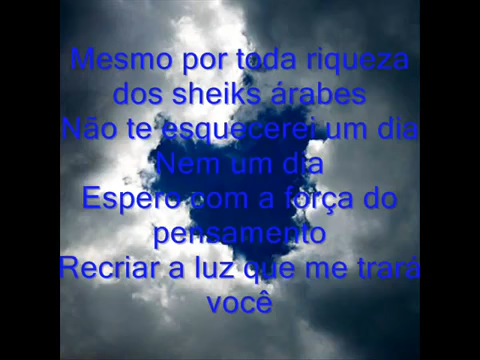 Mesmo por toda riqueza
dos sheiks árabes
Não te esquecerei um dia
Nem um dia
Espero com a força do
pensamento
Recriar a luz que me trará
você